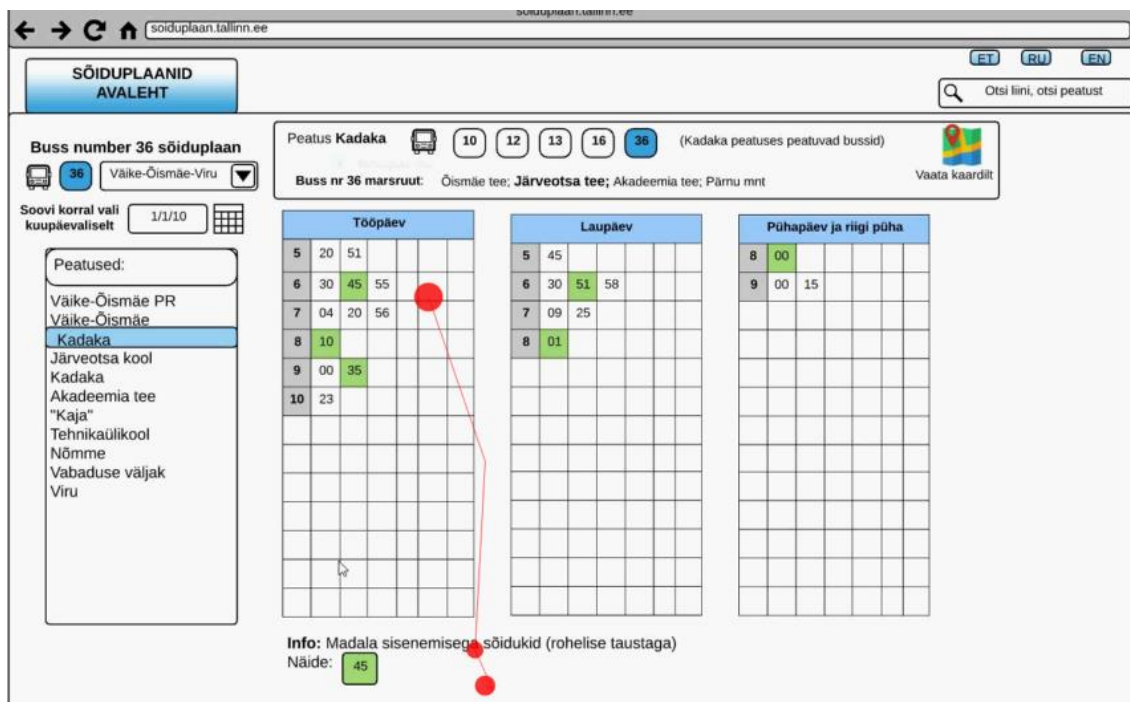 soiduplaan.tallinn.ee
soiduplaan.tallinn.ee
ET RU EN
SÕIDUPLAANID
AVALEHT
Otsi liini, otsi peatust
Buss number 36 sõiduplaan
36 Väike-Õismäe-Viru
Soovi korral vali
kuupäevaliselt
1/1/10
Peatused:
Väike-Õismäe PR
Väike-Õismäe
Kadaka
Järveotsa kool
Kadaka
Akadeemia tee
"Kaja"
Tehnikaülikool
Nõmme
Vabaduse väljak
Viru
Peatus Kadaka 10 12 13 16 36 (Kadaka peatuses peatuvad bussid)
Buss nr 36 marsruut: Õismäe tee; Järveotsa tee; Akadeemia tee; Pärnu mnt
Vaata kaardilt
Tööpäev
5 20 51
6 30 45 55
7 04 20 56
8 10
9 00 35
10 23
Laupäev
5 45
6 30 51 58
7 09 25
8 01
Pühapäev ja riigi püha
8 00
9 00 15
Info: Madala sisenemisega sõidukid (rohelise taustaga)
Näide: 45